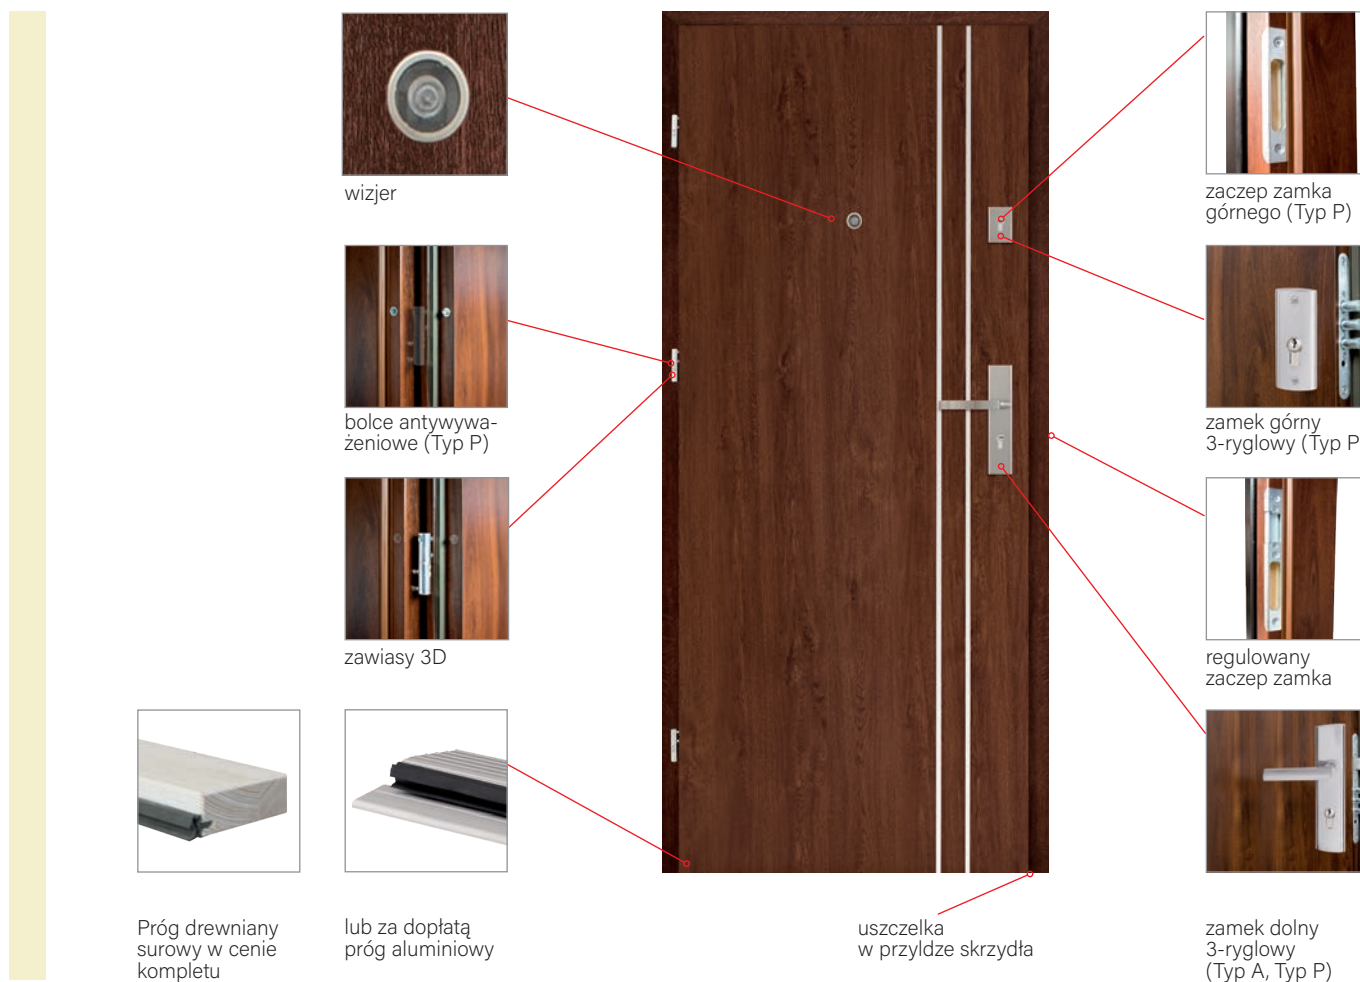 wizjer
bolce antywywa-
żeniowe (Typ P)
zawiasy 3D
Próg drewniany
surowy w cenie
kompletu
lub za dopłatą
próg aluminiowy
uszczelka
w przyldze skrzydła
zaczep zamka
górnego (Typ P)
zamek górny
3-ryglowy (Typ P
regulowany
zaczep zamka
zamek dolny
3-ryglowy
(Typ A, Typ P)